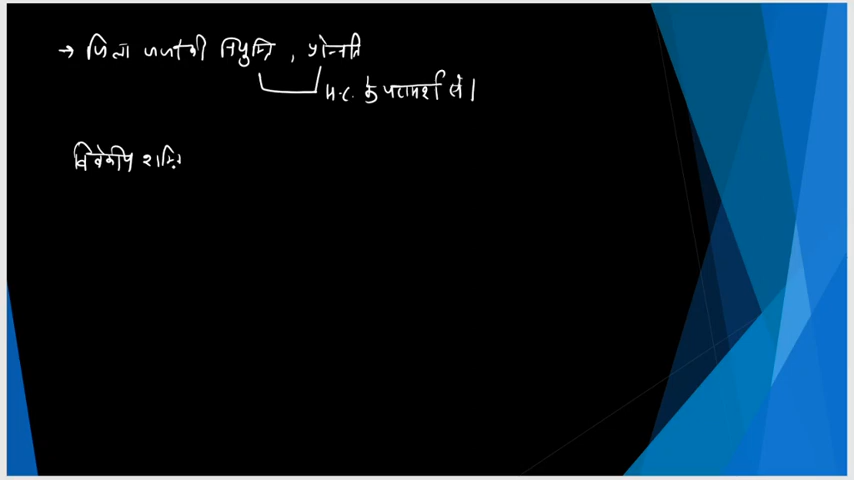 → जिला जजों की नियुक्ति, प्रोन्नति
H.C. के परामर्श से।
विवेकीय शक्ति